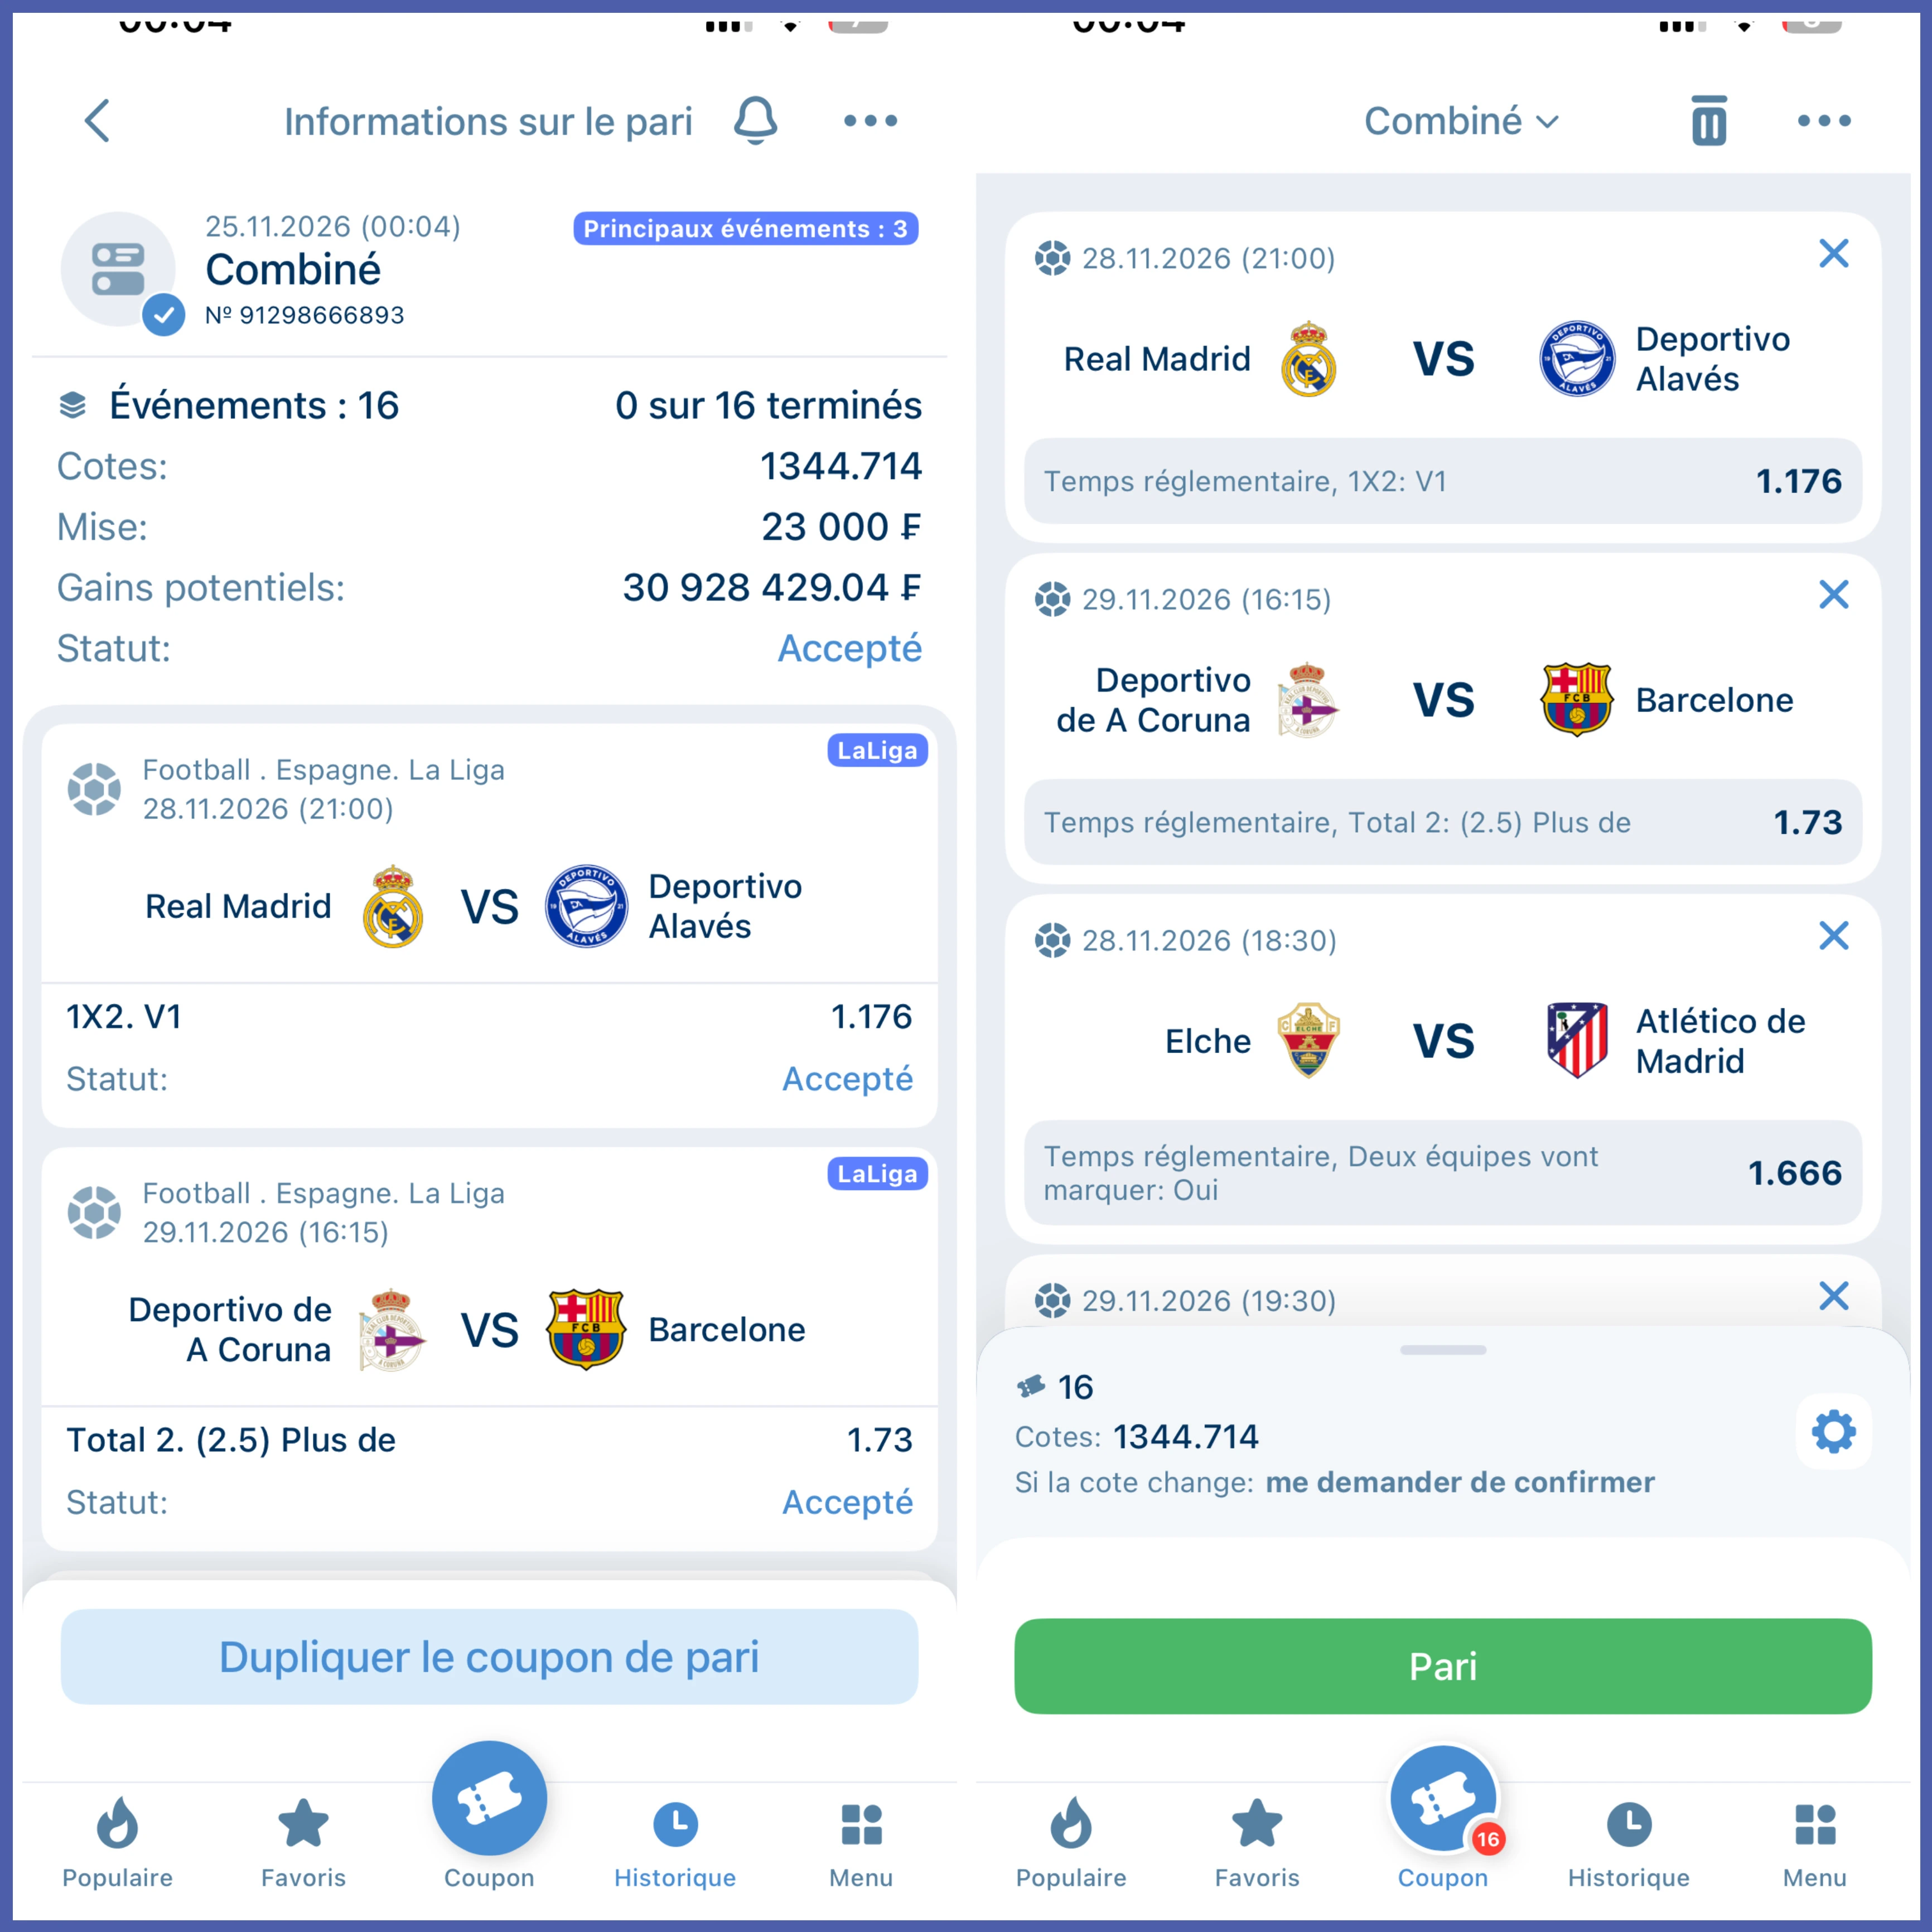 00:04
Informations sur le pari
25.11.2026 (00:04)
Principaux événements : 3
Combiné
Nº 91298666893
Événements : 16
0 sur 16 terminés
Cotes:
1344.714
Mise:
23 000 ₣
Gains potentiels:
30 928 429.04 ₣
Statut:
Accepté
LaLiga
Football . Espagne. La Liga
28.11.2026 (21:00)
Real Madrid
VS
Deportivo
Alavés
1X2. V1
1.176
Statut:
Accepté
LaLiga
Football . Espagne. La Liga
29.11.2026 (16:15)
Deportivo de
A Coruna
VS
Barcelone
Total 2. (2.5) Plus de
1.73
Statut:
Accepté
Dupliquer le coupon de pari
Populaire
Favoris
Coupon
Historique
Menu
00:04
Combiné
28.11.2026 (21:00)
Real Madrid
VS
Deportivo
Alavés
Temps réglementaire, 1X2: V1
1.176
29.11.2026 (16:15)
Deportivo
de A Coruna
VS
Barcelone
Temps réglementaire, Total 2: (2.5) Plus de
1.73
28.11.2026 (18:30)
Elche
VS
Atlético de
Madrid
Temps réglementaire, Deux équipes vont
marquer: Oui
1.666
29.11.2026 (19:30)
16
Cotes: 1344.714
Si la cote change: me demander de confirmer
Pari
16
Populaire
Favoris
Coupon
Historique
Menu